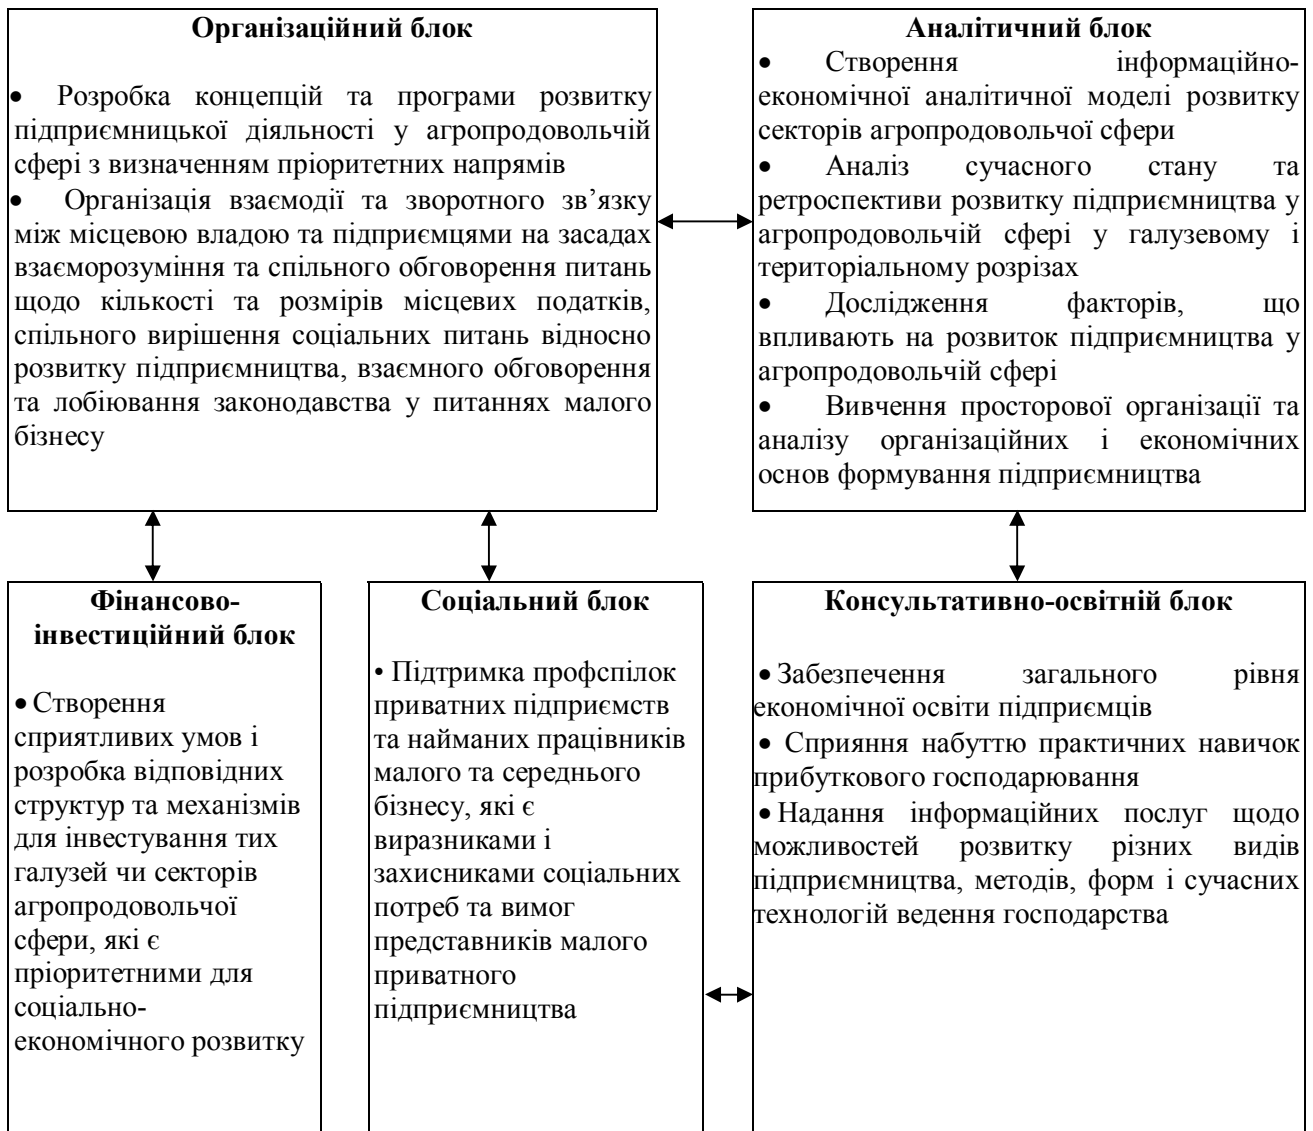 Організаційний блок
• Розробка концепцій та програми розвитку
підприємницької діяльності у агропродовольчій
сфері з визначенням пріоритетних напрямів
• Організація взаємодії та зворотного зв’язку
між місцевою владою та підприємцями на засадах
взаєморозуміння та спільного обговорення питань
щодо кількості та розмірів місцевих податків,
спільного вирішення соціальних питань відносно
розвитку підприємництва, взаємного обговорення
та лобіювання законодавства у питаннях малого
бізнесу
Аналітичний блок
• Створення інформаційно-
економічної аналітичної моделі розвитку
секторів агропродовольчої сфери
• Аналіз сучасного стану та
ретроспективи розвитку підприємництва у
агропродовольчій сфері у галузевому і
територіальному розрізах
• Дослідження факторів, що
впливають на розвиток підприємництва у
агропродовольчій сфері
• Вивчення просторової організації та
аналізу організаційних і економічних
основ формування підприємництва
Фінансово-
інвестиційний блок
• Створення
сприятливих умов і
розробка відповідних
структур та механізмів
для інвестування тих
галузей чи секторів
агропродовольчої
сфери, які є
пріоритетними для
соціально-
економічного розвитку
Соціальний блок
• Підтримка профспілок
приватних підприємств
та найманих працівників
малого та середнього
бізнесу, які є
виразниками і
захисниками соціальних
потреб та вимог
представників малого
приватного
підприємництва
Консультативно-освітній блок
• Забезпечення загального рівня
економічної освіти підприємців
• Сприяння набуттю практичних навичок
прибуткового господарювання
• Надання інформаційних послуг щодо
можливостей розвитку різних видів
підприємництва, методів, форм і сучасних
технологій ведення господарства